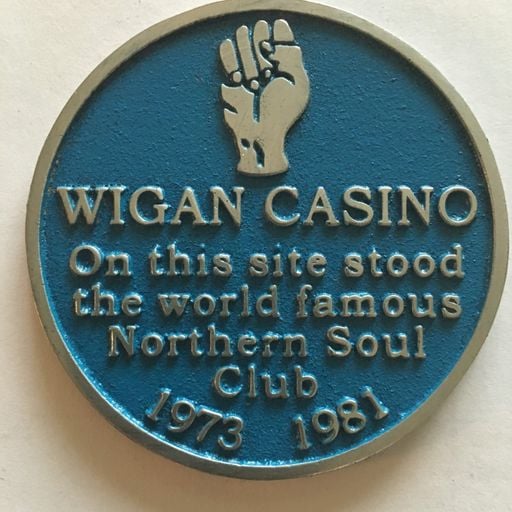 WIGAN CASINO
On this site stood
the world famous
Northern Soul
Club
1973 1981